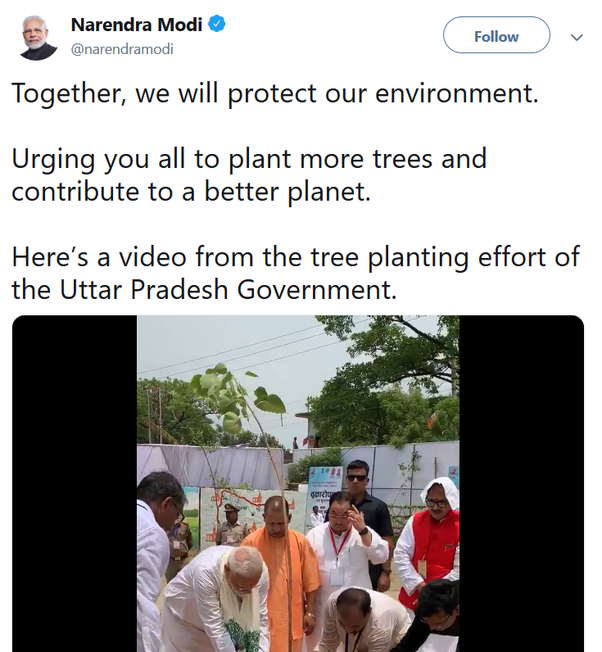 Narendra Modi
@narendramodi
Follow
Together, we will protect our environment.
Urging you all to plant more trees and
contribute to a better planet.
Here’s a video from the tree planting effort of
the Uttar Pradesh Government.